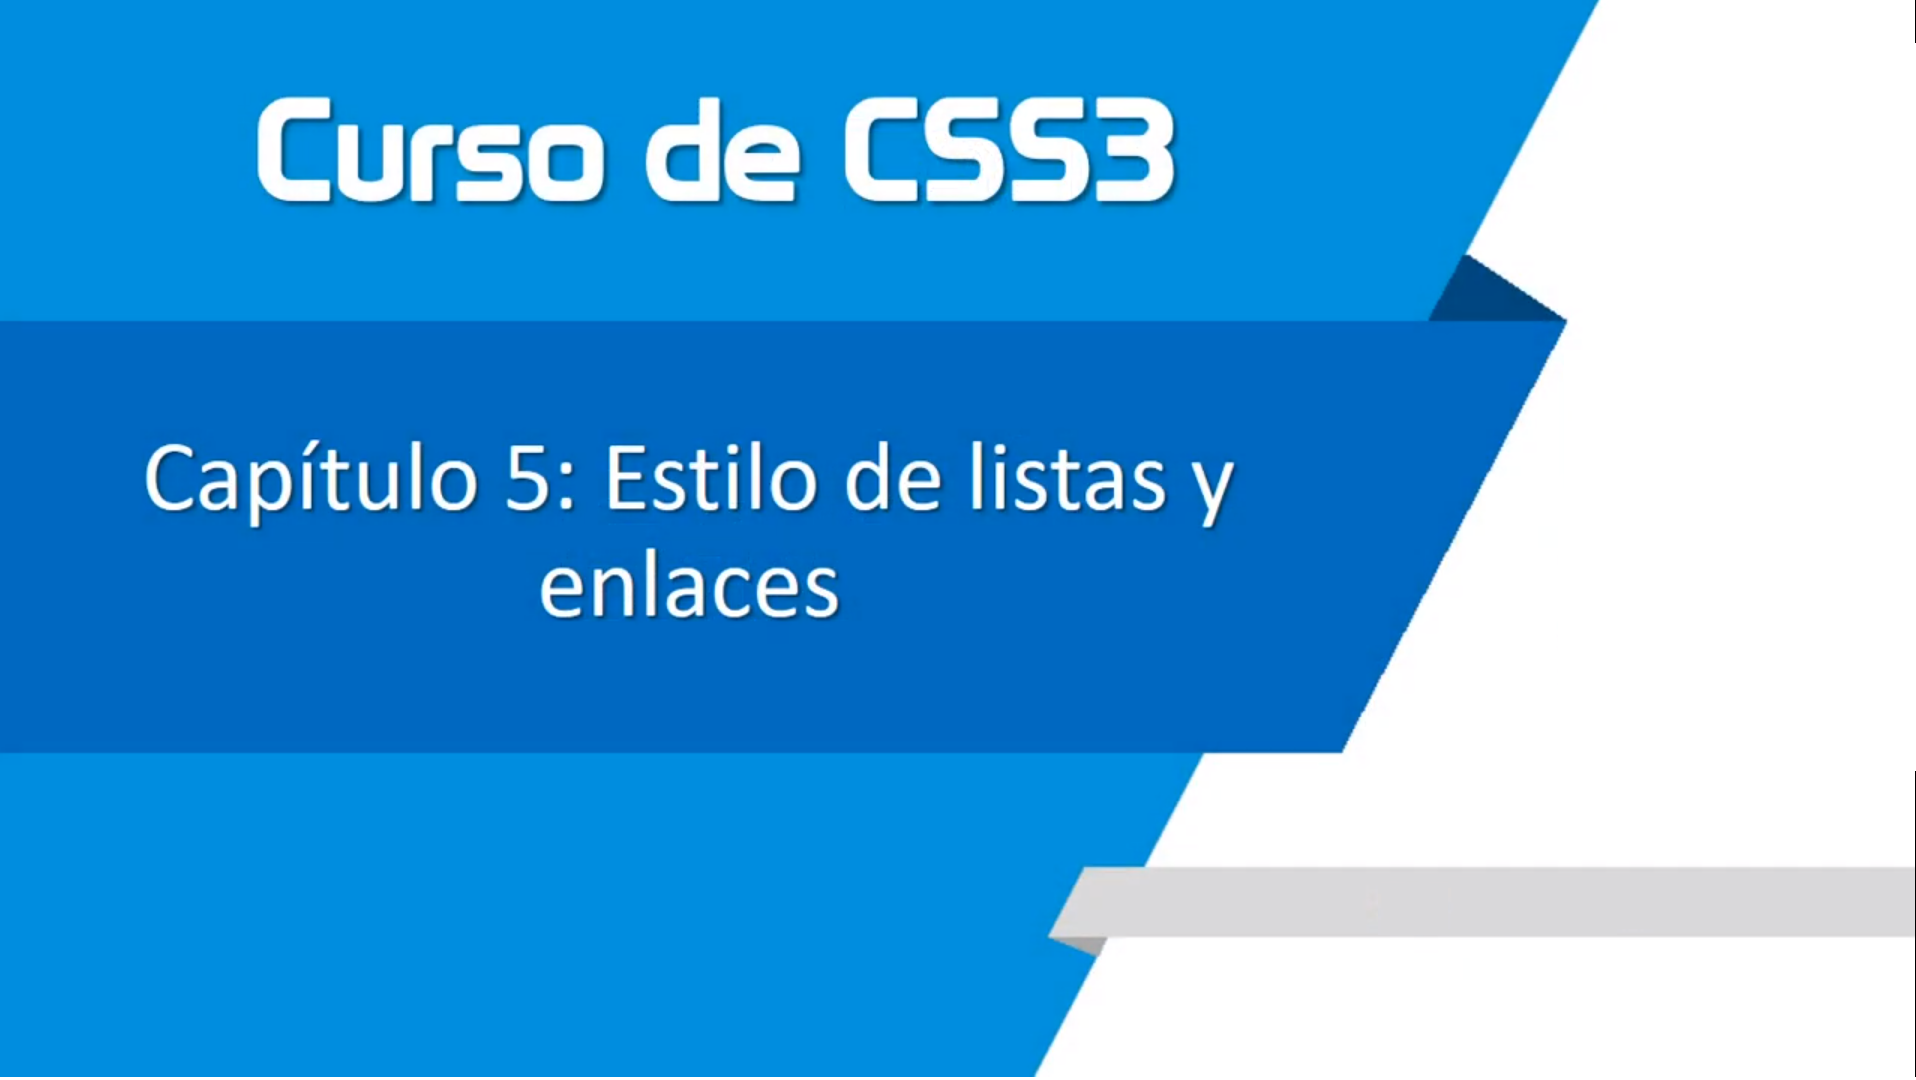 Curso de CSS3
Capítulo 5: Estilo de listas y
enlaces